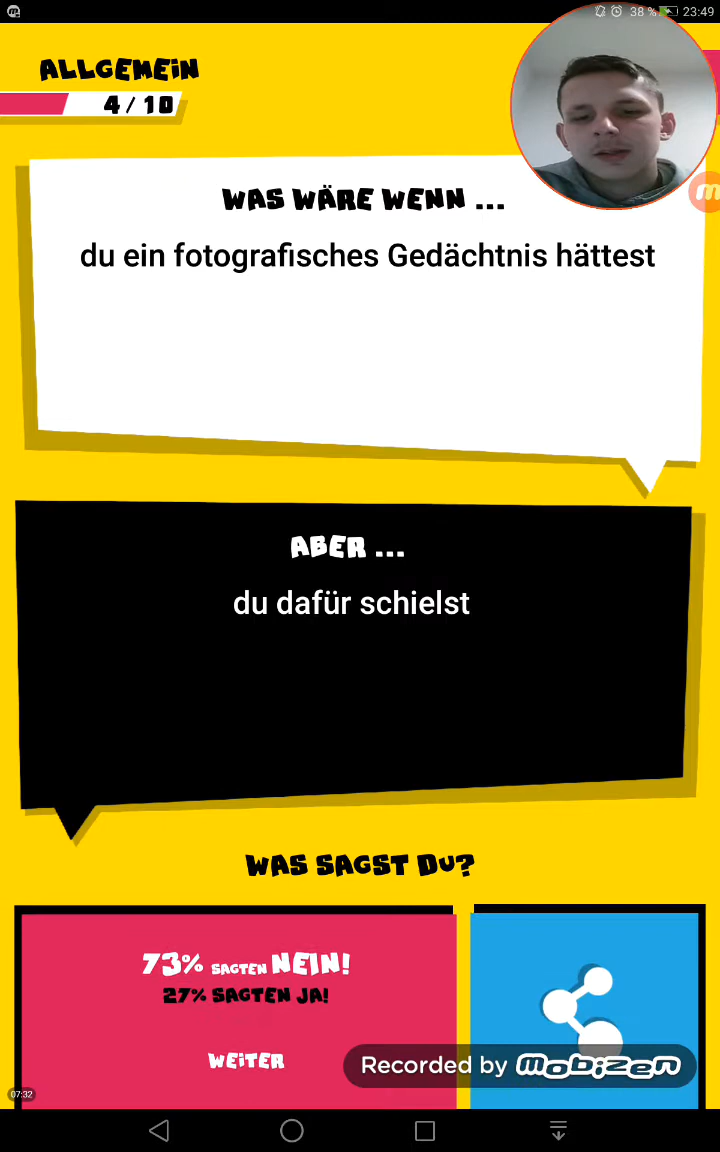 38 % 23:49
ALLGEMEIN
4/10
WAS WÄRE WENN ...
du ein fotografisches Gedächtnis hättest
ABER ...
du dafür schielst
WAS SAGST DU?
73% SAGTEN NEIN!
27% SAGTEN JA!
WEITER
Recorded by mobizen
07:32